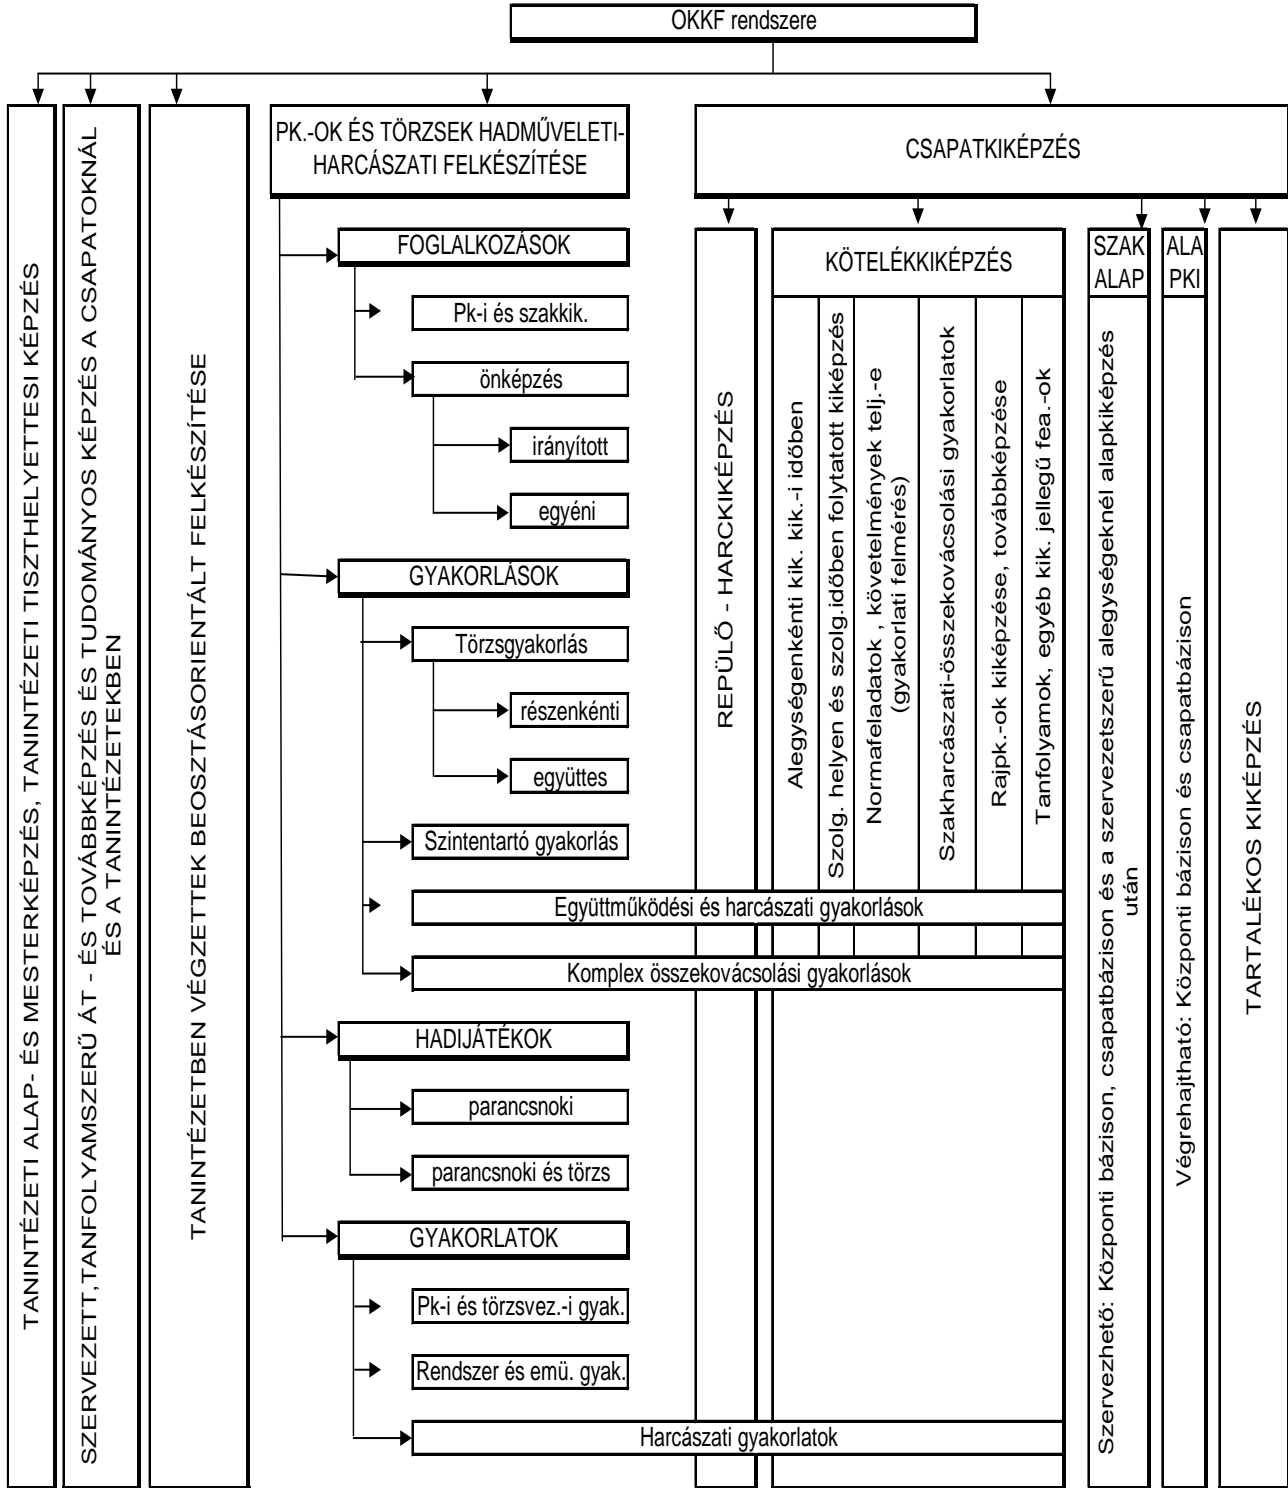 OKKF rendszere
TANINTÉZETI ALAP- ÉS MESTERKÉPZÉS, TANINTÉZETI TISZTHELYETTESI KÉPZÉS
SZERVEZETT,TANFOLYAMSZERŰ ÁT - ÉS TOVÁBBKÉPZÉS ÉS TUDOMÁNYOS KÉPZÉS A CSAPATOKNÁL
ÉS A TANINTÉZETEKBEN
TANINTÉZETBEN VÉGZETTEK BEOSZTÁSORIENTÁLT FELKÉSZÍTÉSE
PK.-OK ÉS TÖRZSEK HADMŰVELETI-
HARCÁSZATI FELKÉSZÍTÉSE
FOGLALKOZÁSOK
Pk-i és szakkik.
önképzés
irányított
egyéni
GYAKORLÁSOK
Törzsgyakorlás
részenkénti
együttes
Szintentartó gyakorlás
Együttműködési és harcászati gyakorlások
Komplex összekovácsolási gyakorlások
HADIJÁTÉKOK
parancsnoki
parancsnoki és törzs
GYAKORLATOK
Pk-i és törzsvez.-i gyak.
Rendszer és emü. gyak.
Harcászati gyakorlatok
CSAPATKIKÉPZÉS
REPÜLŐ - HARCKIKÉPZÉS
KÖTELÉKKIKÉPZÉS
Alegységenkénti kik. kik.-i időben
Szolg. helyen és szolg.időben folytatott kiképzés
Normafeladatok , követelmények telj.-e
(gyakorlati felmérés)
Szakharcászati-összekovácsolási gyakorlatok
Rajpk.-ok kiképzése, továbbképzése
Tanfolyamok, egyéb kik. jellegű fea.-ok
SZAK
ALAP
Szervezhető: Központi bázison, csapatbázison és a szervezetszerű alegységeknél alapkiképzés
után
ALA
PKI
Végrehajtható: Központi bázison és csapatbázison
TARTALÉKOS KIKÉPZÉS